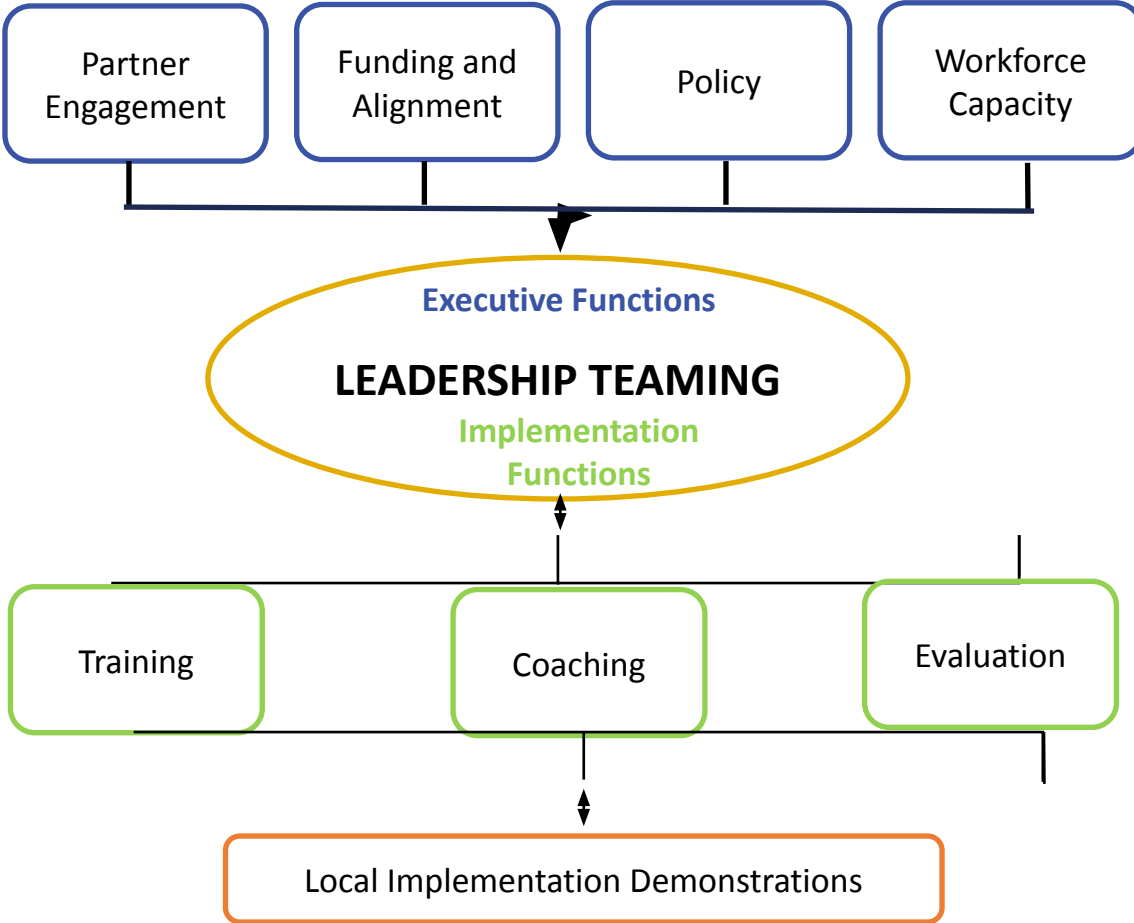 Partner
Engagement
Funding and
Alignment
Policy
Workforce
Capacity
Executive Functions
LEADERSHIP TEAMING
Implementation
Functions
Training
Coaching
Evaluation
Local Implementation Demonstrations